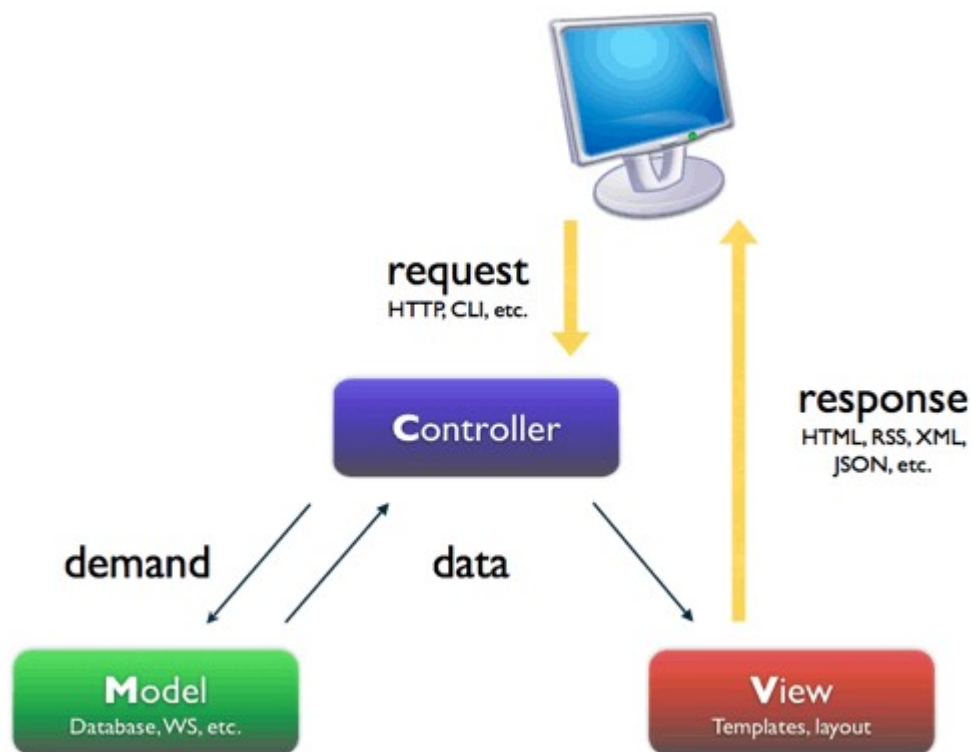 request
HTTP, CLI, etc.
Controller
response
HTML, RSS, XML,
JSON, etc.
demand
data
Model
Database, WS, etc.
View
Templates, layout